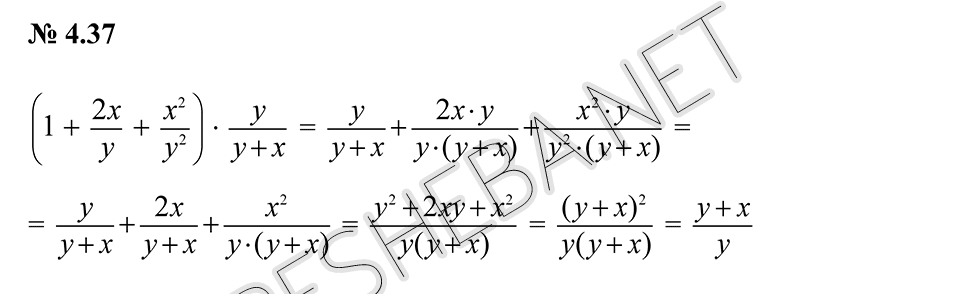 № 4.37
(1 + 2x/y + x²/y²) · y/(y+x) = y/(y+x) + 2x·y/(y·(y+x)) + x²·y/(y²·(y+x)) =
= y/(y+x) + 2x/(y+x) + x²/(y·(y+x)) = (y²+2xy+x²)/(y(y+x)) = (y+x)²/(y(y+x)) = (y+x)/y
RESHEBA.NET